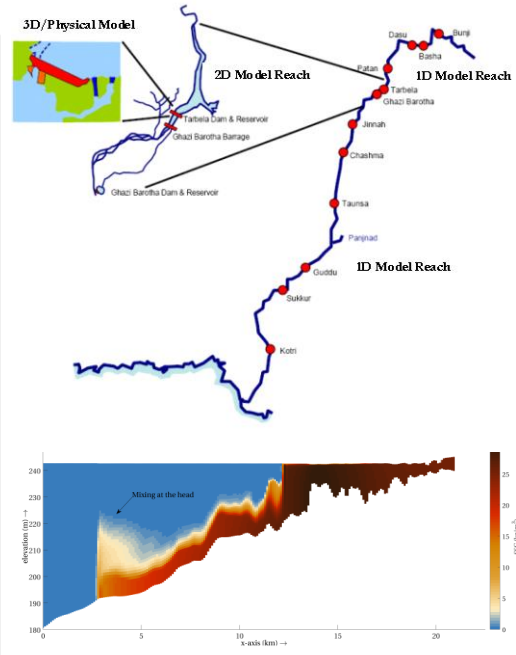 3D/Physical Model
2D Model Reach
Tarbela Dam & Reservoir
Ghazi Barotha Barrage
Ghazi Barotha Dam & Reservoir
Dasu
Bunji
Basha
Patan
1D Model Reach
Tarbela
Ghazi Barotha
Jinnah
Chashma
Taunsa
Panjnad
1D Model Reach
Guddu
Sukkur
Kotri
Mixing at the head
elevation (m) →
240
230
220
210
200
190
180
0
5
10
15
20
x-axis (km) →
25
20
15
10
5
0